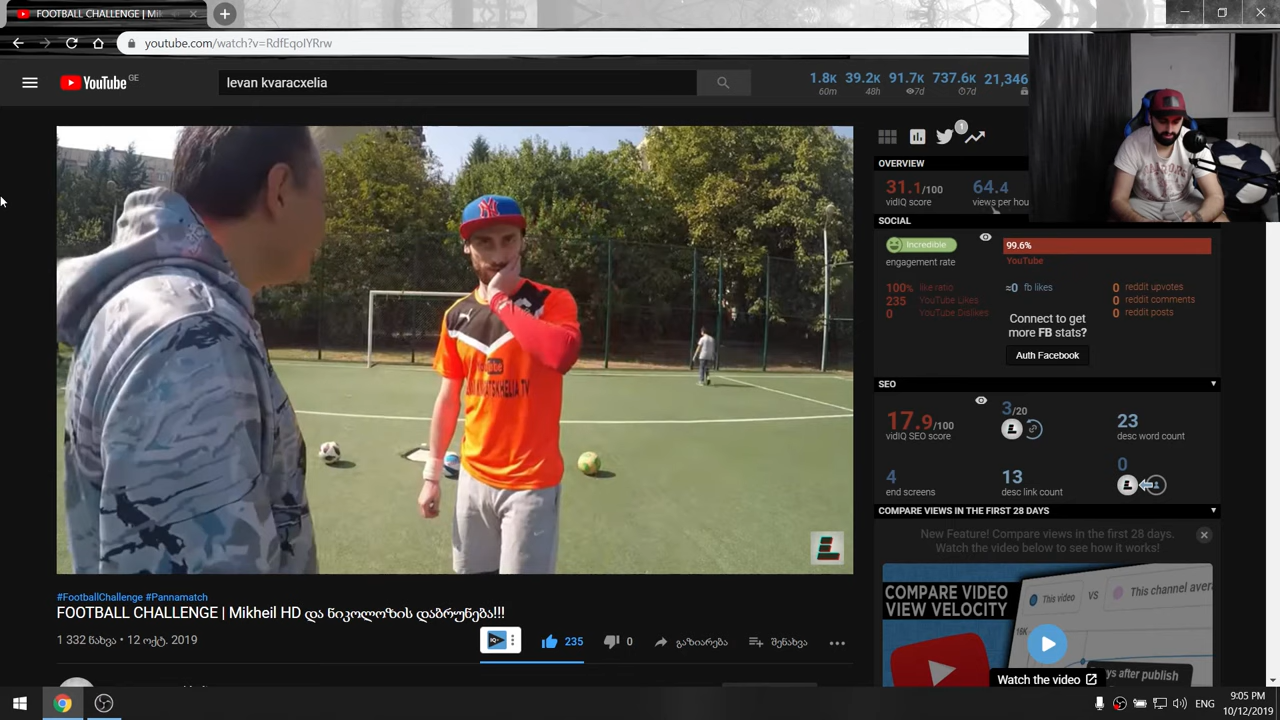 FOOTBALL CHALLENGE | Mi
youtube.com/watch?v=RdfEqoIYRrw
YouTube GE
levan kvaracxelia
1.8K 39.2K 91.7K 737.6K 21,346
60m 48h 7d 7d
1
OVERVIEW
31.1/100
vidIQ score
64.4
views per hou
SOCIAL
Incredible
engagement rate
99.6%
YouTube
100% like ratio
235 YouTube Likes
0 YouTube Dislikes
≈0 fb likes
Connect to get
more FB stats?
Auth Facebook
0 reddit upvotes
0 reddit comments
0 reddit posts
SEO
17.9/100
vidIQ SEO score
3/20
23
desc word count
4
end screens
13
desc link count
0
COMPARE VIEWS IN THE FIRST 28 DAYS
New Feature! Compare views in the first 28 days.
Watch the video below to see how it works!
COMPARE VIDEO
VIEW VELOCITY
This video VS This channel avera
16K
days after publish
Watch the video
#FootballChallenge #Pannamatch
FOOTBALL CHALLENGE | Mikheil HD და ნიკოლოზის დაბრუნება!!!
1 332 ნახვა • 12 ოქტ. 2019
IQ
235
0
გაზიარება
შენახვა
ENG
9:05 PM
10/12/2019